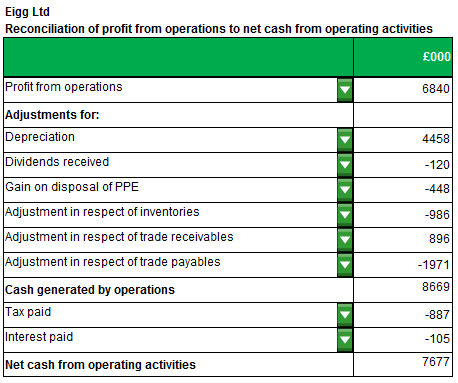 Eigg Ltd
Reconciliation of profit from operations to net cash from operating activities
£000
Profit from operations 6840
Adjustments for:
Depreciation 4458
Dividends received -120
Gain on disposal of PPE -448
Adjustment in respect of inventories -986
Adjustment in respect of trade receivables 896
Adjustment in respect of trade payables -1971
Cash generated by operations 8669
Tax paid -887
Interest paid -105
Net cash from operating activities 7677